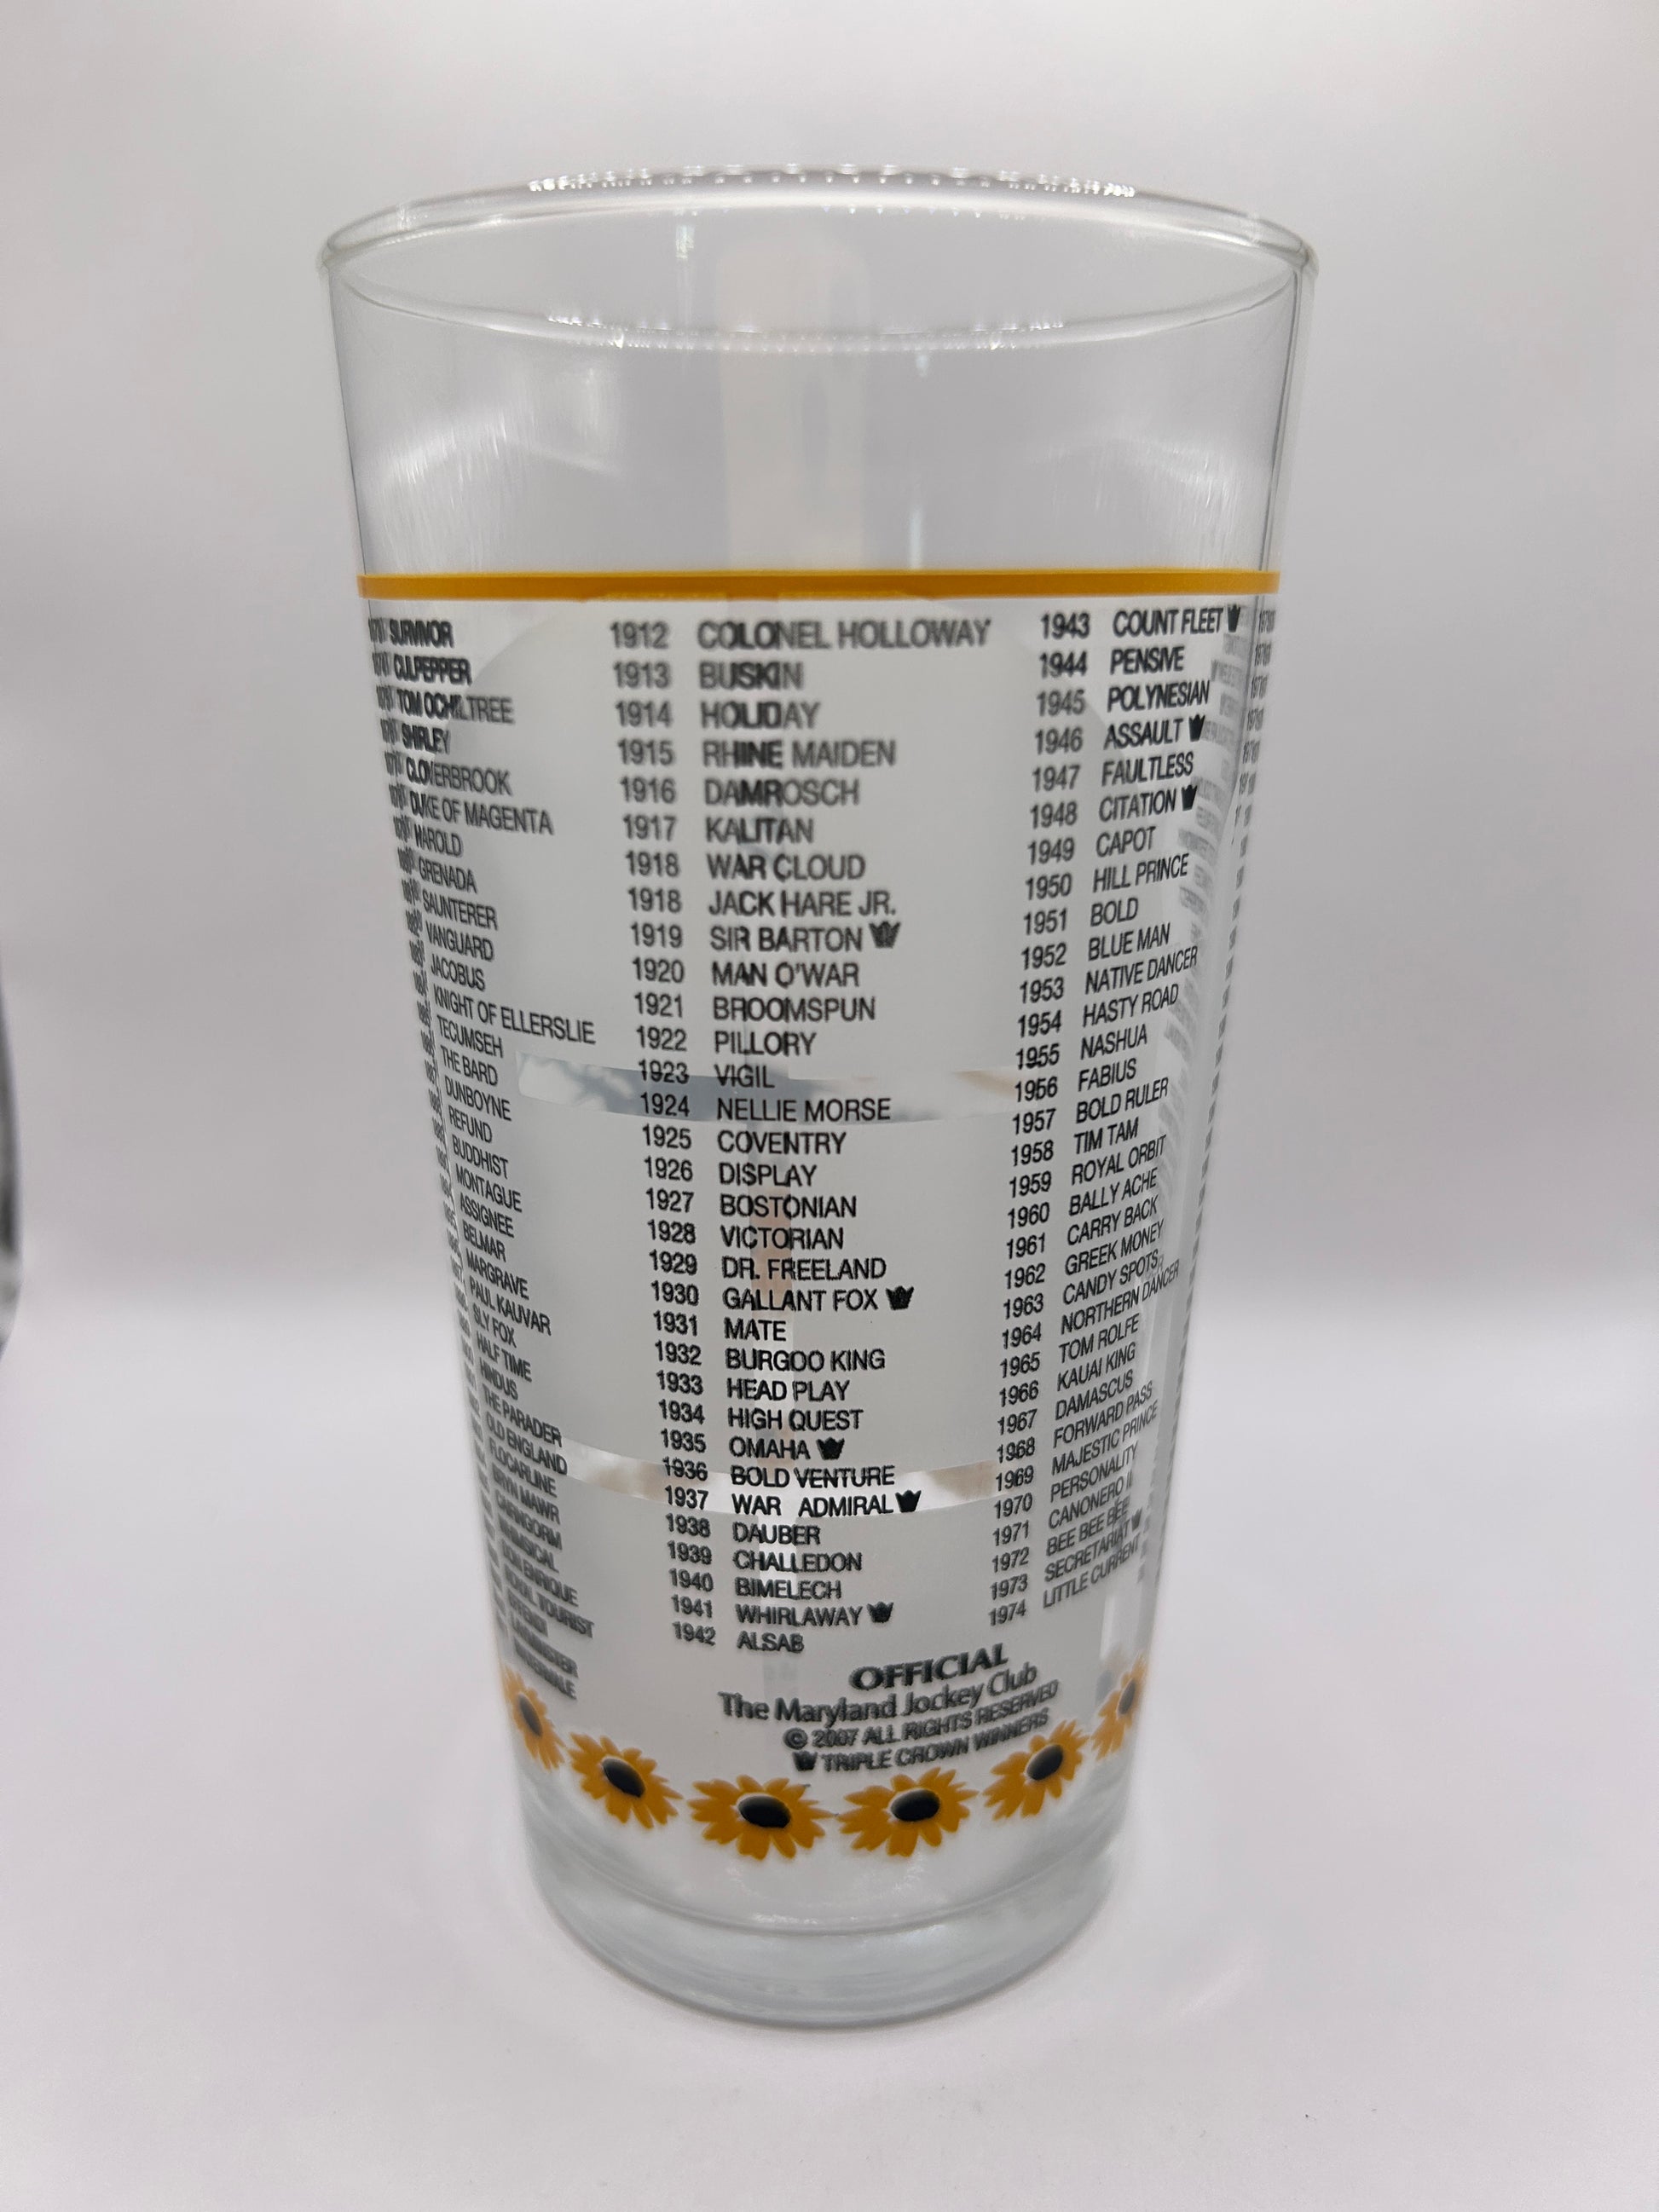 SURVIVOR
CULPEPPER
TOM OCHILTREE
SHIRLEY
CLOVERBROOK
DUKE OF MAGENTA
HAROLD
GRENADA
SAUNTERER
VANGUARD
JACOBUS
KNIGHT OF ELLERSLIE
TECUMSEH
THE BARD
DUNBOYNE
REFUND
BUDDHIST
MONTAGUE
ASSIGNEE
BELMAR
MARGRAVE
PAUL KAUVAR
SLY FOX
HALF TIME
HINDUS
THE PARADER
OLD ENGLAND
FLOCARLINE
BRYN MAWR
CAIRNGORM
WHIMSICAL
DON ENRIQUE
ROYAL TOURIST
EFFENDI
LAYMINSTER
WATERVALE
1912 COLONEL HOLLOWAY
1913 BUSKIN
1914 HOLIDAY
1915 RHINE MAIDEN
1916 DAMROSCH
1917 KALITAN
1918 WAR CLOUD
1918 JACK HARE JR.
1919 SIR BARTON
1920 MAN O'WAR
1921 BROOMSPUN
1922 PILLORY
1923 VIGIL
1924 NELLIE MORSE
1925 COVENTRY
1926 DISPLAY
1927 BOSTONIAN
1928 VICTORIAN
1929 DR. FREELAND
1930 GALLANT FOX
1931 MATE
1932 BURGOO KING
1933 HEAD PLAY
1934 HIGH QUEST
1935 OMAHA
1936 BOLD VENTURE
1937 WAR ADMIRAL
1938 DAUBER
1939 CHALLEDON
1940 BIMELECH
1941 WHIRLAWAY
1942 ALSAB
1943 COUNT FLEET
1944 PENSIVE
1945 POLYNESIAN
1946 ASSAULT
1947 FAULTLESS
1948 CITATION
1949 CAPOT
1950 HILL PRINCE
1951 BOLD
1952 BLUE MAN
1953 NATIVE DANCER
1954 HASTY ROAD
1955 NASHUA
1956 FABIUS
1957 BOLD RULER
1958 TIM TAM
1959 ROYAL ORBIT
1960 BALLY ACHE
1961 CARRY BACK
1962 GREEK MONEY
1963 CANDY SPOTS
1964 NORTHERN DANCER
1965 TOM ROLFE
1966 KAUAI KING
1967 DAMASCUS
1968 FORWARD PASS
1969 MAJESTIC PRINCE
1970 PERSONALITY
1971 CANONERO II
1972 BEE BEE BEE
1973 SECRETARIAT
1974 LITTLE CURRENT
OFFICIAL
The Maryland Jockey Club
© 2007 ALL RIGHTS RESERVED
TRIPLE CROWN WINNERS